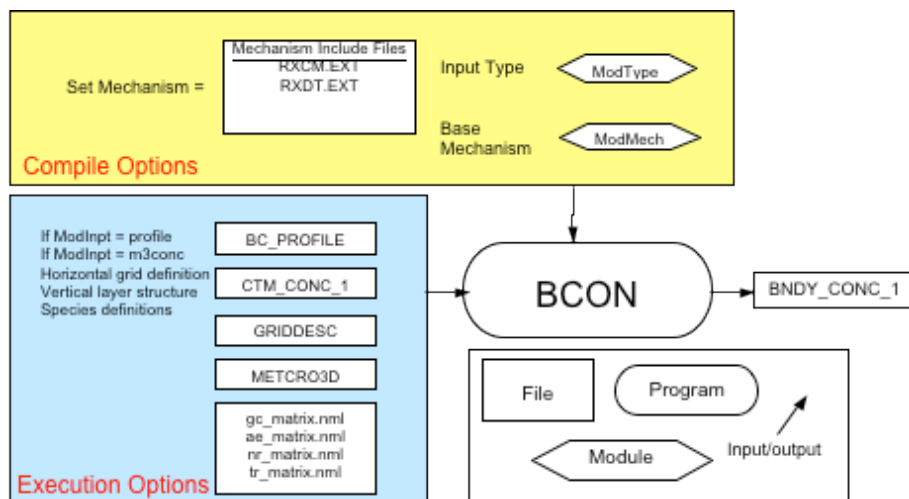 Mechanism Include Files
RXCM.EXT
RXDT.EXT
Set Mechanism =
Input Type
ModType
Base
Mechanism
ModMech
Compile Options
If ModInpt = profile
If ModInpt = m3conc
Horizontal grid definition
Vertical layer structure
Species definitions
BC_PROFILE
CTM_CONC_1
GRIDDESC
METCRO3D
gc_matrix.nml
ae_matrix.nml
nr_matrix.nml
tr_matrix.nml
Execution Options
BCON
BNDY_CONC_1
File
Program
Input/output
Module